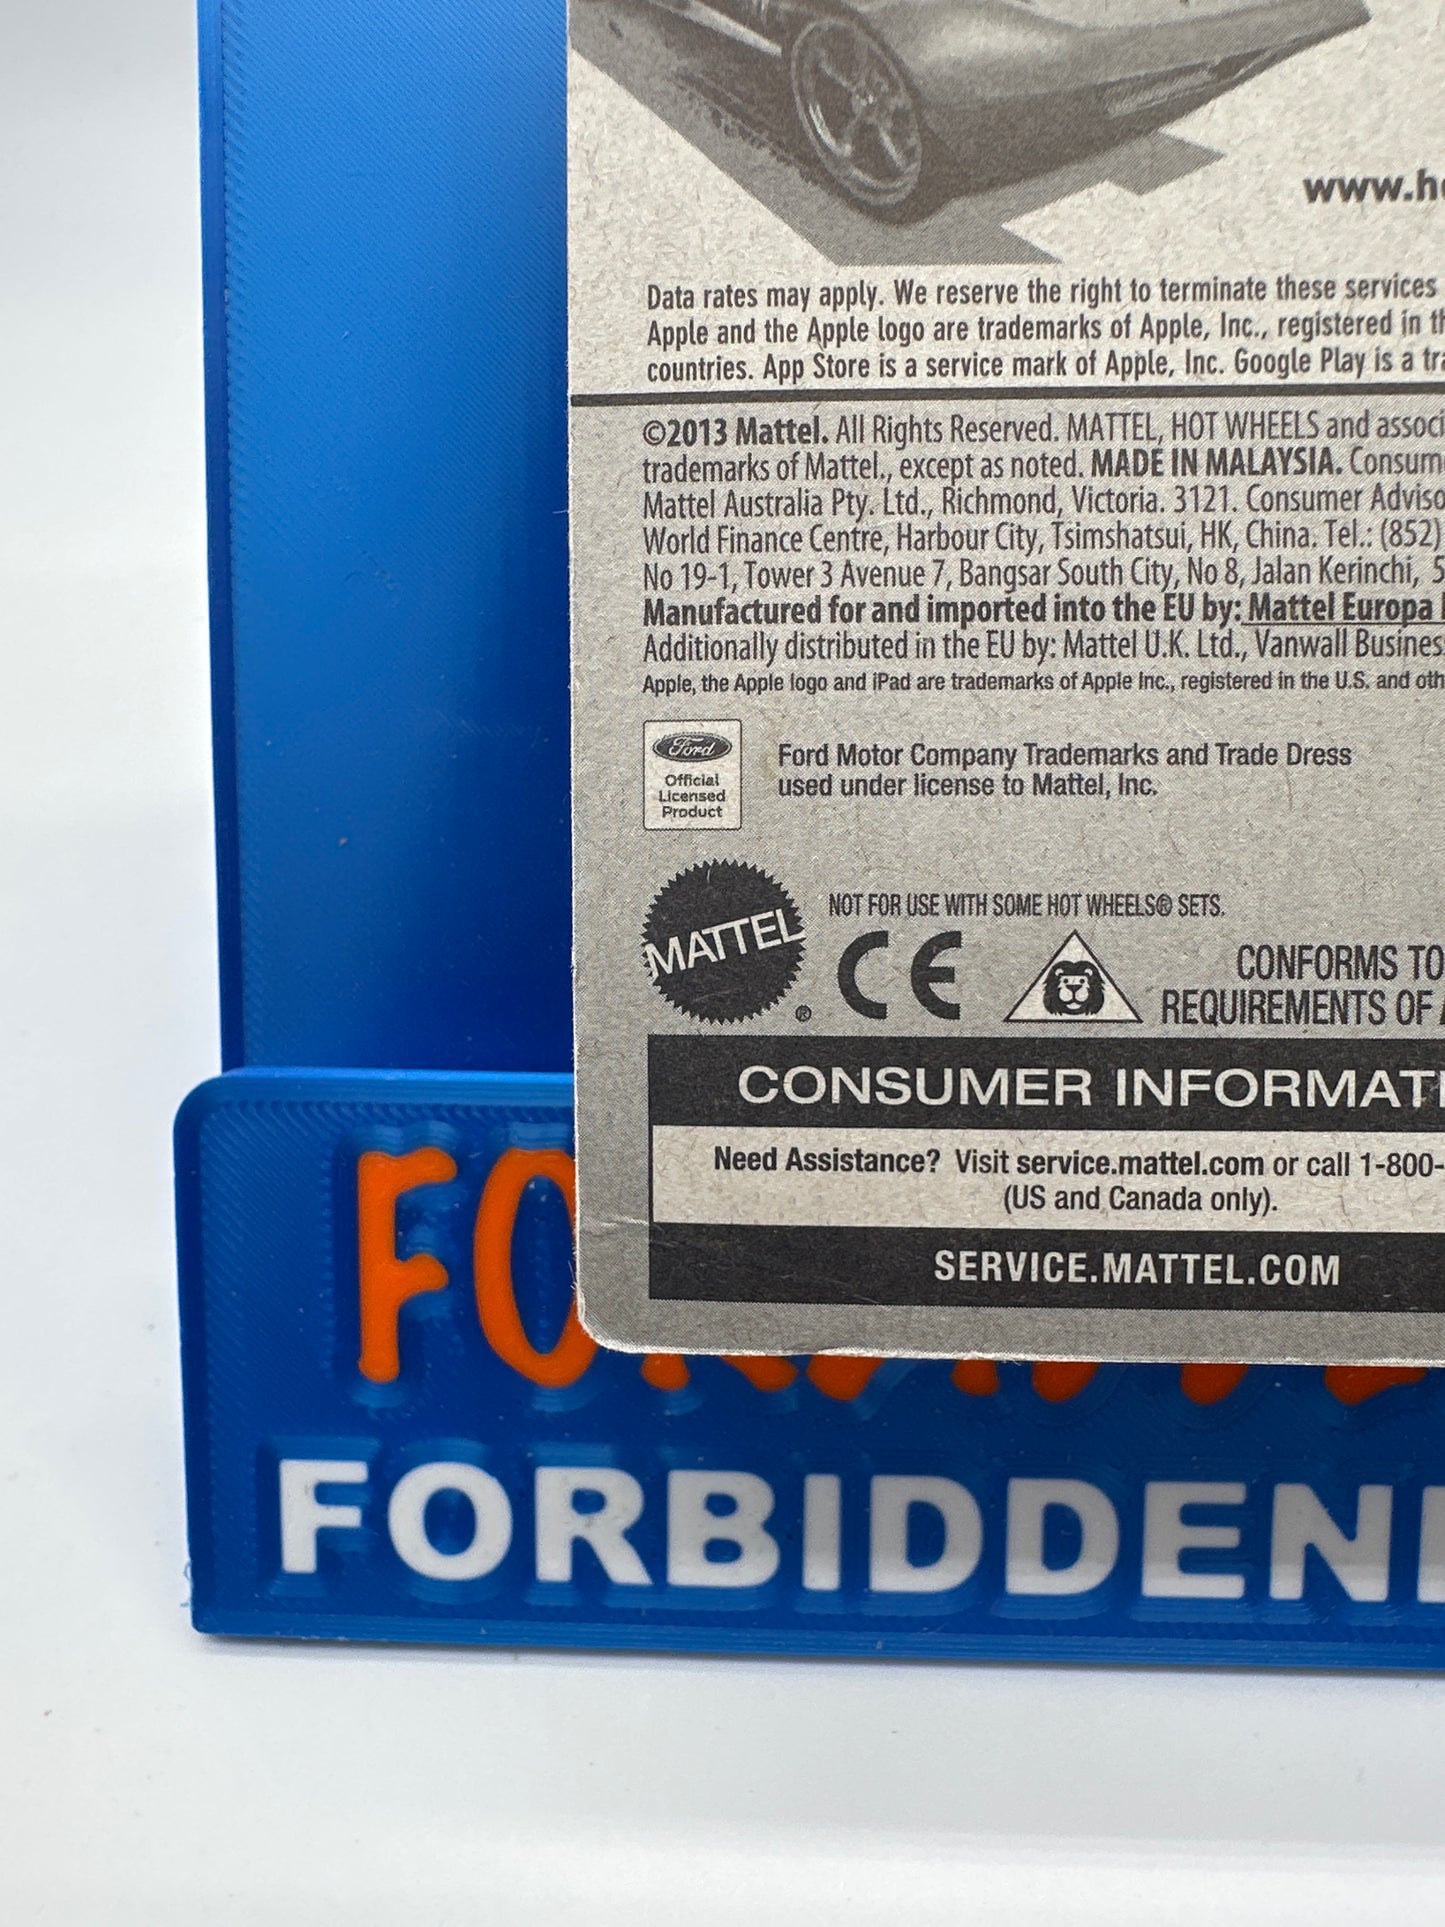 www.h
Data rates may apply. We reserve the right to terminate these services
Apple and the Apple logo are trademarks of Apple, Inc., registered in th
countries. App Store is a service mark of Apple, Inc. Google Play is a tra
©2013 Mattel. All Rights Reserved. MATTEL, HOT WHEELS and associ
trademarks of Mattel., except as noted. MADE IN MALAYSIA. Consum
Mattel Australia Pty. Ltd., Richmond, Victoria. 3121. Consumer Adviso
World Finance Centre, Harbour City, Tsimshatsui, HK, China. Tel.: (852)
No 19-1, Tower 3 Avenue 7, Bangsar South City, No 8, Jalan Kerinchi, 5
Manufactured for and imported into the EU by: Mattel Europa
Additionally distributed in the EU by: Mattel U.K. Ltd., Vanwall Busines
Apple, the Apple logo and iPad are trademarks of Apple Inc., registered in the U.S. and oth
Ford
Official
Licensed
Product
Ford Motor Company Trademarks and Trade Dress
used under license to Mattel, Inc.
MATTEL
®
NOT FOR USE WITH SOME HOT WHEELS® SETS.
CE
CONFORMS TO
REQUIREMENTS OF
CONSUMER INFORMATI
Need Assistance? Visit service.mattel.com or call 1-800-
(US and Canada only).
SERVICE.MATTEL.COM
FO
FORBIDDEN